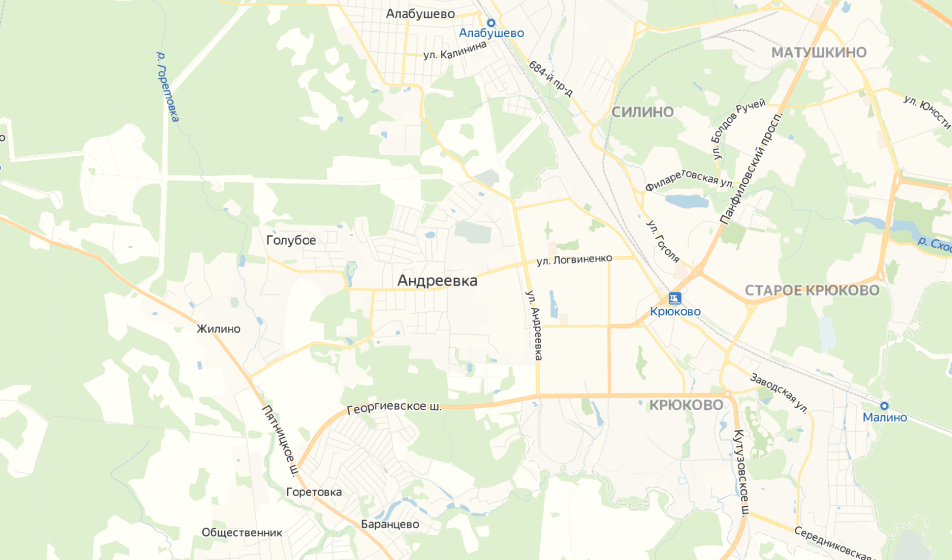 Алабушево
Алабушево
ул. Калинина
684-й пр-д
МАТУШКИНО
р. Горетовка
СИЛИНО
ул. Болдов Ручей
ул. Юности
Панфиловский просп.
Филаретовская ул.
ул. Гоголя
Голубое
р. Схо
ул. Логвиненко
Андреевка
СТАРОЕ КРЮКОВО
Крюково
ул. Андреевка
Жилино
Заводская ул.
Георгиевское ш.
КРЮКОВО
Малино
Пятницкое ш.
Кутузовское ш.
Горетовка
Баранцево
Общественник
Середниковская